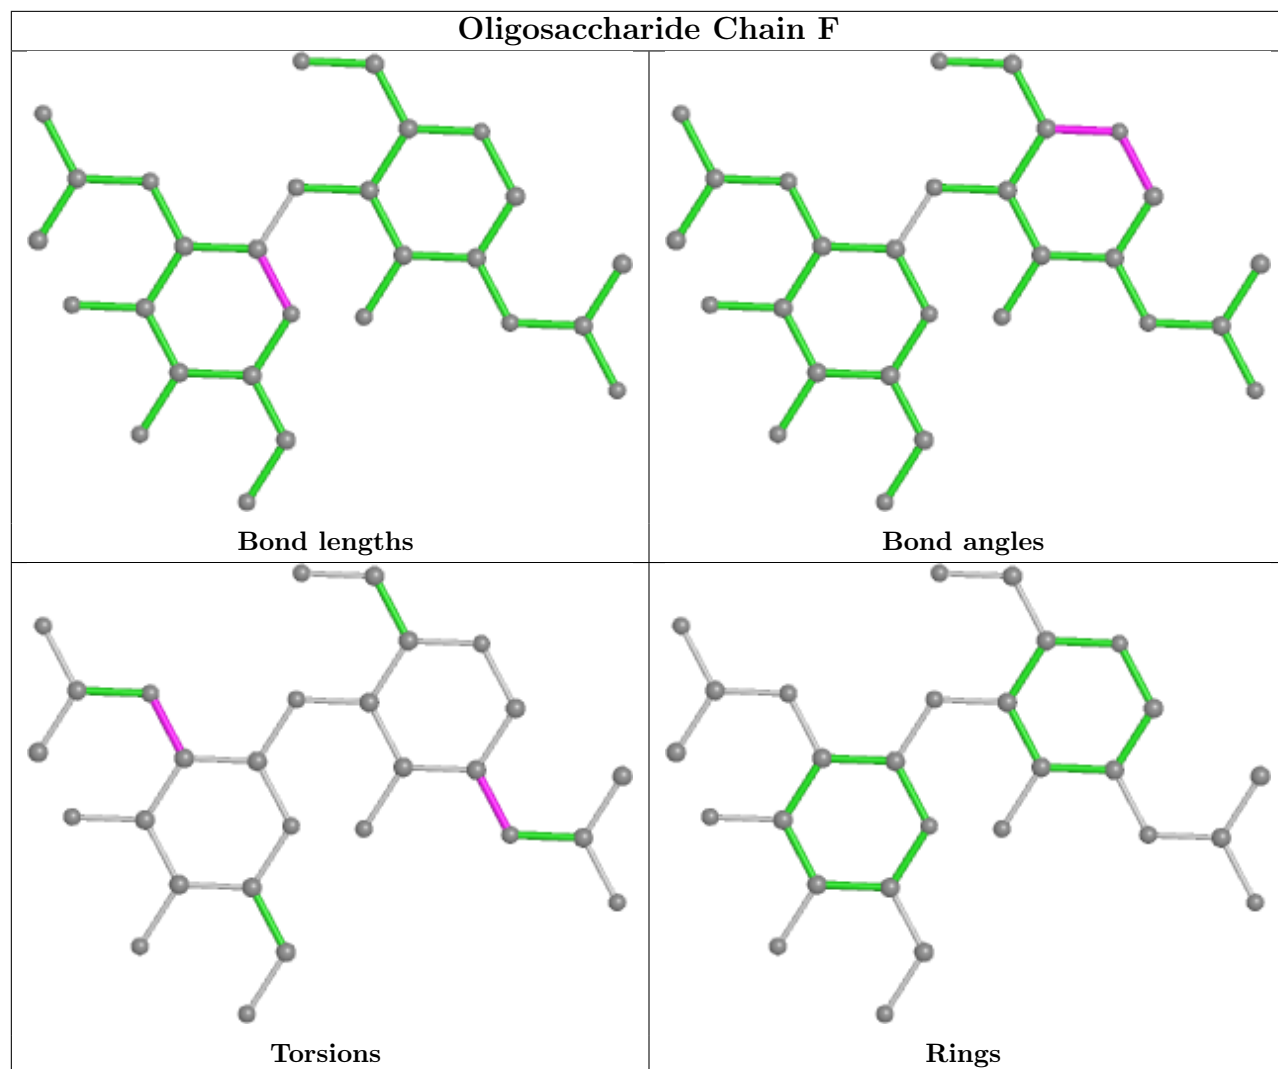 Oligosaccharide Chain F
Bond lengths
Bond angles
Torsions
Rings